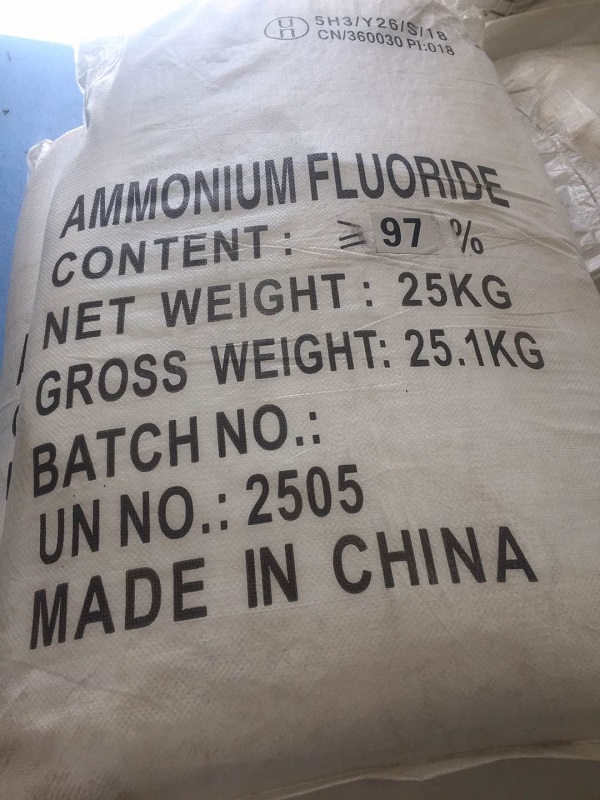 5H3/Y26/S/18
CN/360030 PI:018
AMMONIUM FLUORIDE
CONTENT: ≥ 97 %
NET WEIGHT: 25KG
GROSS WEIGHT: 25.1KG
BATCH NO.:
UN NO.: 2505
MADE IN CHINA